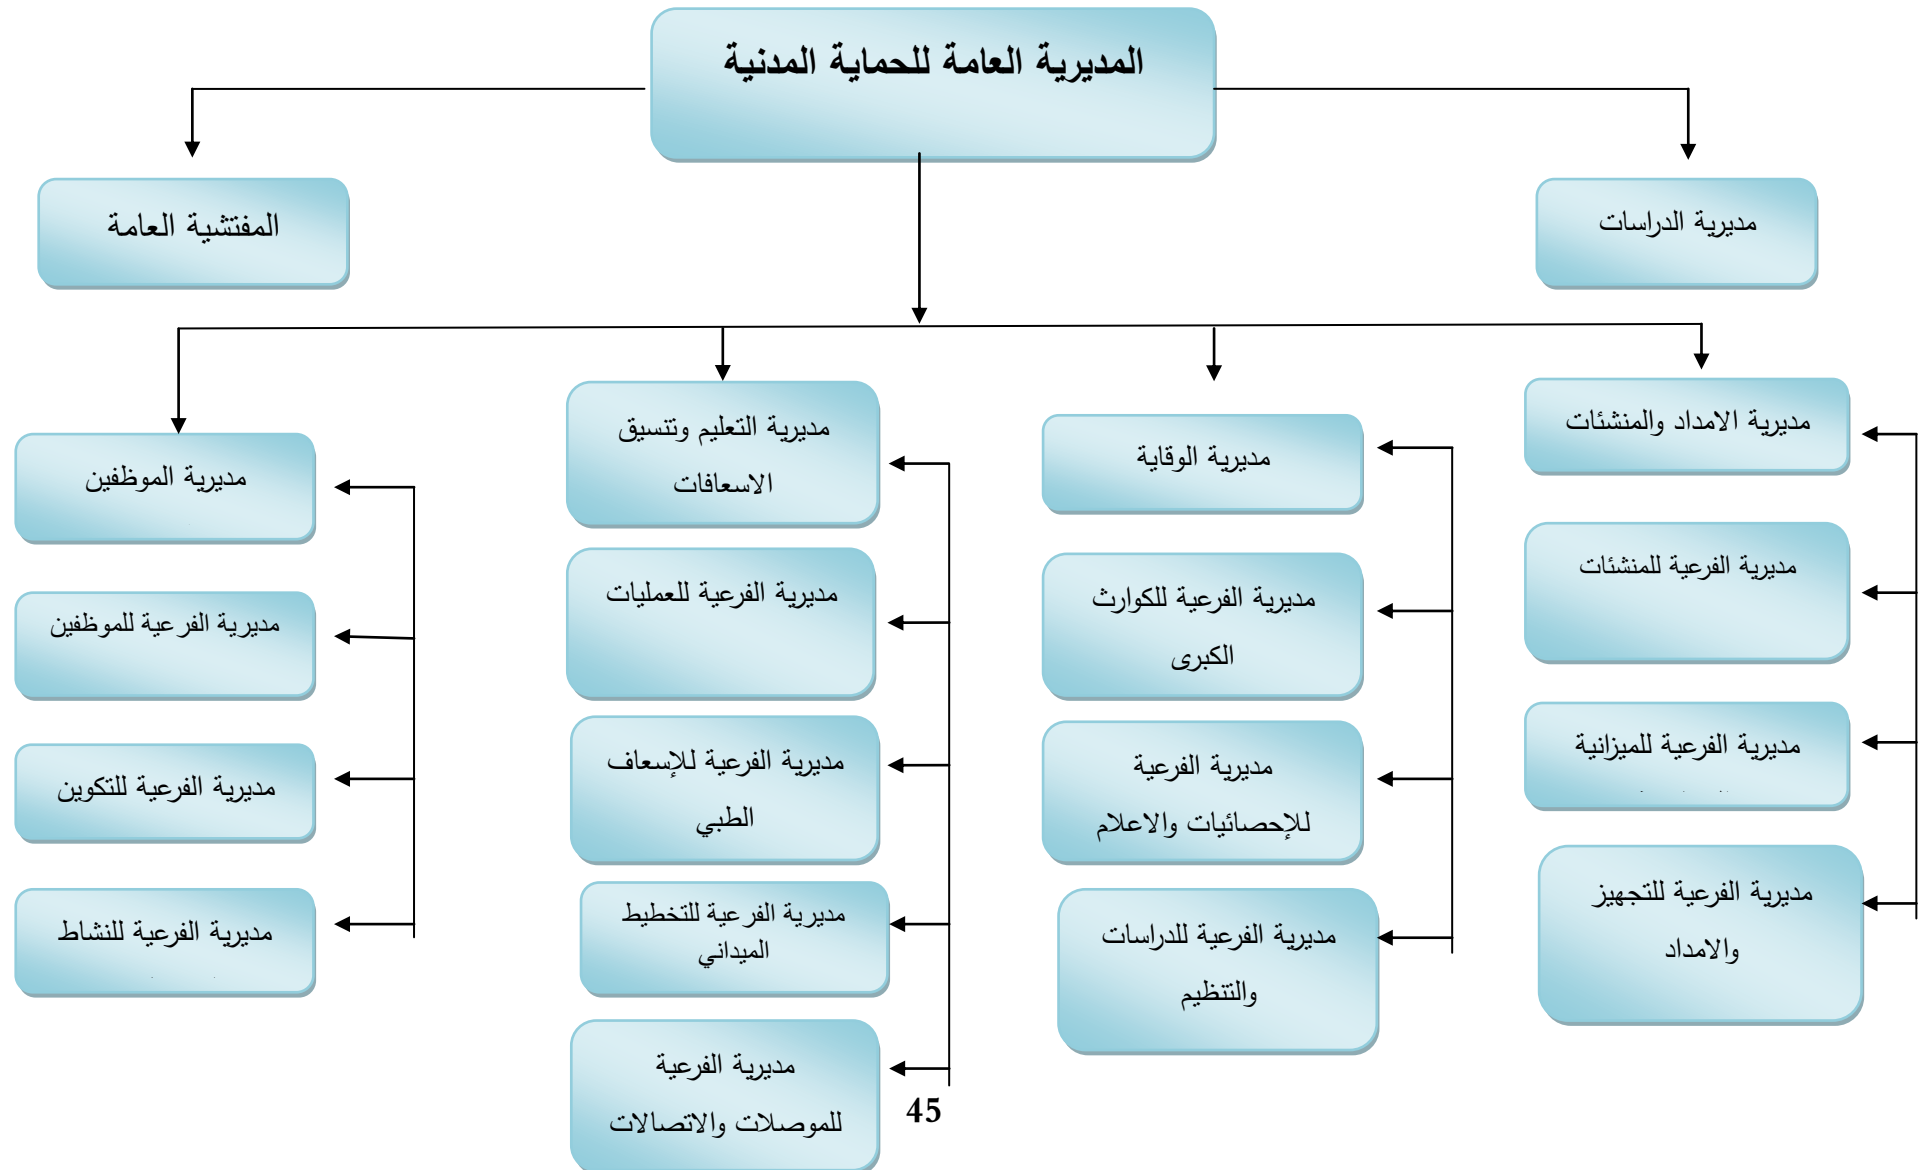 المديرية العامة للحماية المدنية
مديرية الدراسات
المفتشية العامة
مديرية الامداد والمنشئات
مديرية الفرعية للمنشئات
مديرية الفرعية للميزانية
مديرية الفرعية للتجهيز
والامداد
مديرية الوقاية
مديرية الفرعية للكوارث
الكبرى
مديرية الفرعية
للإحصائيات والاعلام
مديرية الفرعية للدراسات
والتنظيم
مديرية التعليم وتنسيق
الاسعافات
مديرية الفرعية للعمليات
مديرية الفرعية للإسعاف
الطبي
مديرية الفرعية للتخطيط
الميداني
مديرية الفرعية
للموصلات والاتصالات
مديرية الموظفين
مديرية الفرعية للموظفين
مديرية الفرعية للتكوين
مديرية الفرعية للنشاط
45